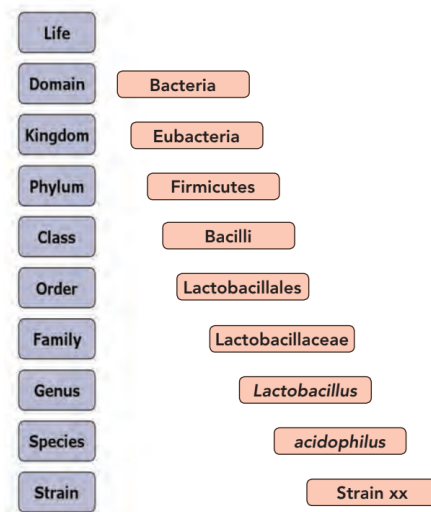 Life
Domain Bacteria
Kingdom Eubacteria
Phylum Firmicutes
Class Bacilli
Order Lactobacillales
Family Lactobacillaceae
Genus Lactobacillus
Species acidophilus
Strain Strain xx